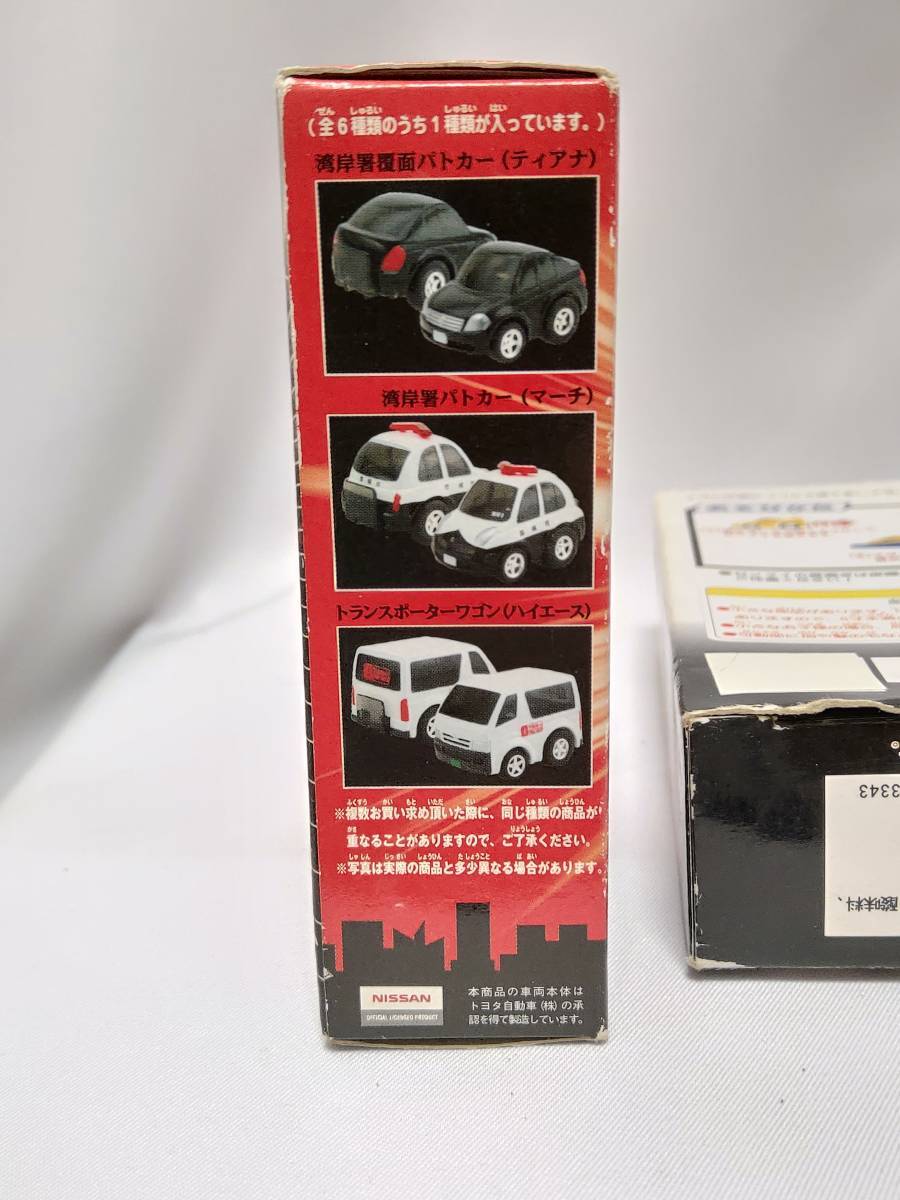 (全6種類のうち1種類が入っています。)
湾岸署覆面パトカー(ティアナ)
湾岸署パトカー(マーチ)
トランスポーターワゴン(ハイエース)
※複数お買い求め頂いた際に、同じ種類の商品が
重なることがありますので、ご了承ください。
※写真は実際の商品と多少異なる場合があります。
NISSAN
OFFICIAL LICENSED PRODUCT
本商品の車両本体は
トヨタ自動車(株)の承
認を得て製造しています。
3343
酸味料、